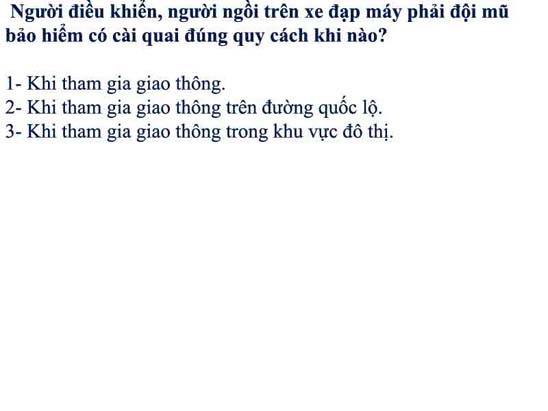 Người điều khiển, người ngồi trên xe đạp máy phải đội mũ
bảo hiểm có cài quai đúng quy cách khi nào?
1- Khi tham gia giao thông.
2- Khi tham gia giao thông trên đường quốc lộ.
3- Khi tham gia giao thông trong khu vực đô thị.